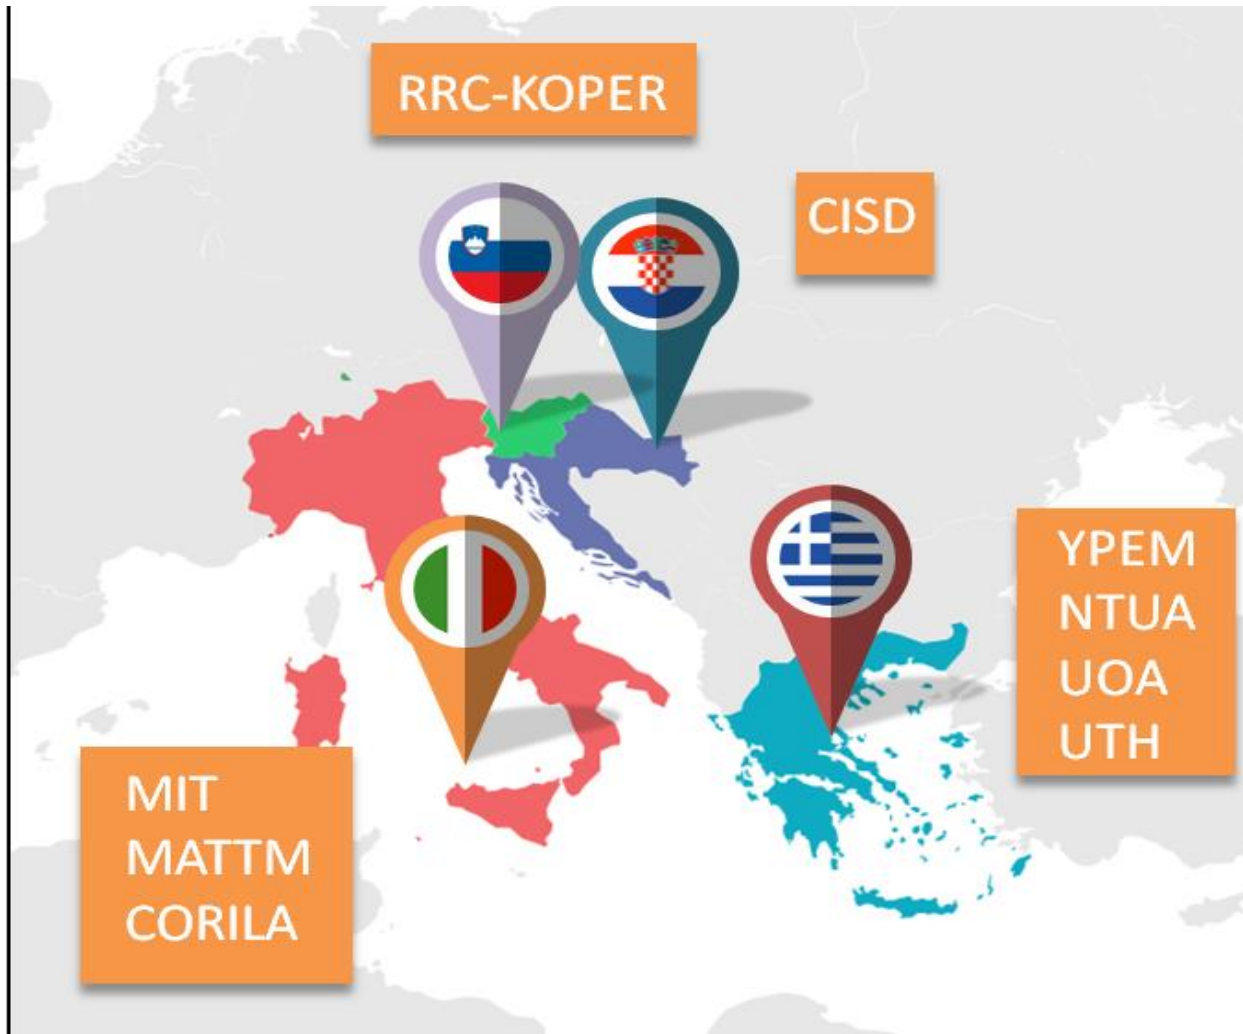 RRC-KOPER
CISD
YPEM
NTUA
UOA
UTH
MIT
MATTM
CORILA